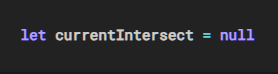 let currentIntersect = null